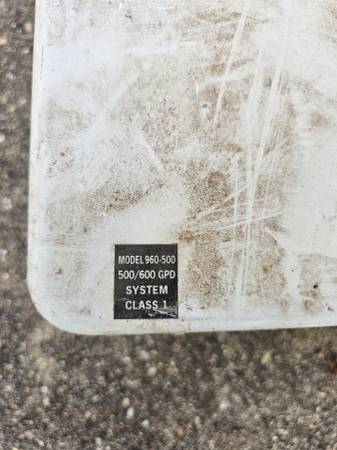 MODEL 960-500
500/600 GPD
SYSTEM
CLASS 1